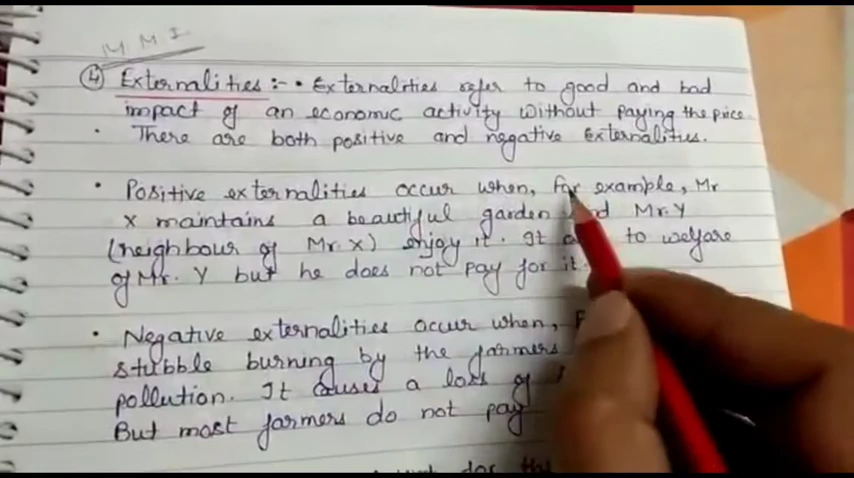 M. M. I
④ Externalities :- • Externalities refer to good and bad
impact of an economic activity without paying the price.
• There are both positive and negative Externalities.
• Positive externalities occur when, for example, Mr
X maintains a beautiful garden Mr. Y
(neighbour of Mr. X) enjoy it. It to welfare
of Mr. Y but he does not pay for it.
• Negative externalities occur when,
stubble burning by the farmers
pollution. It causes a loss of
But most farmers do not pay
for the